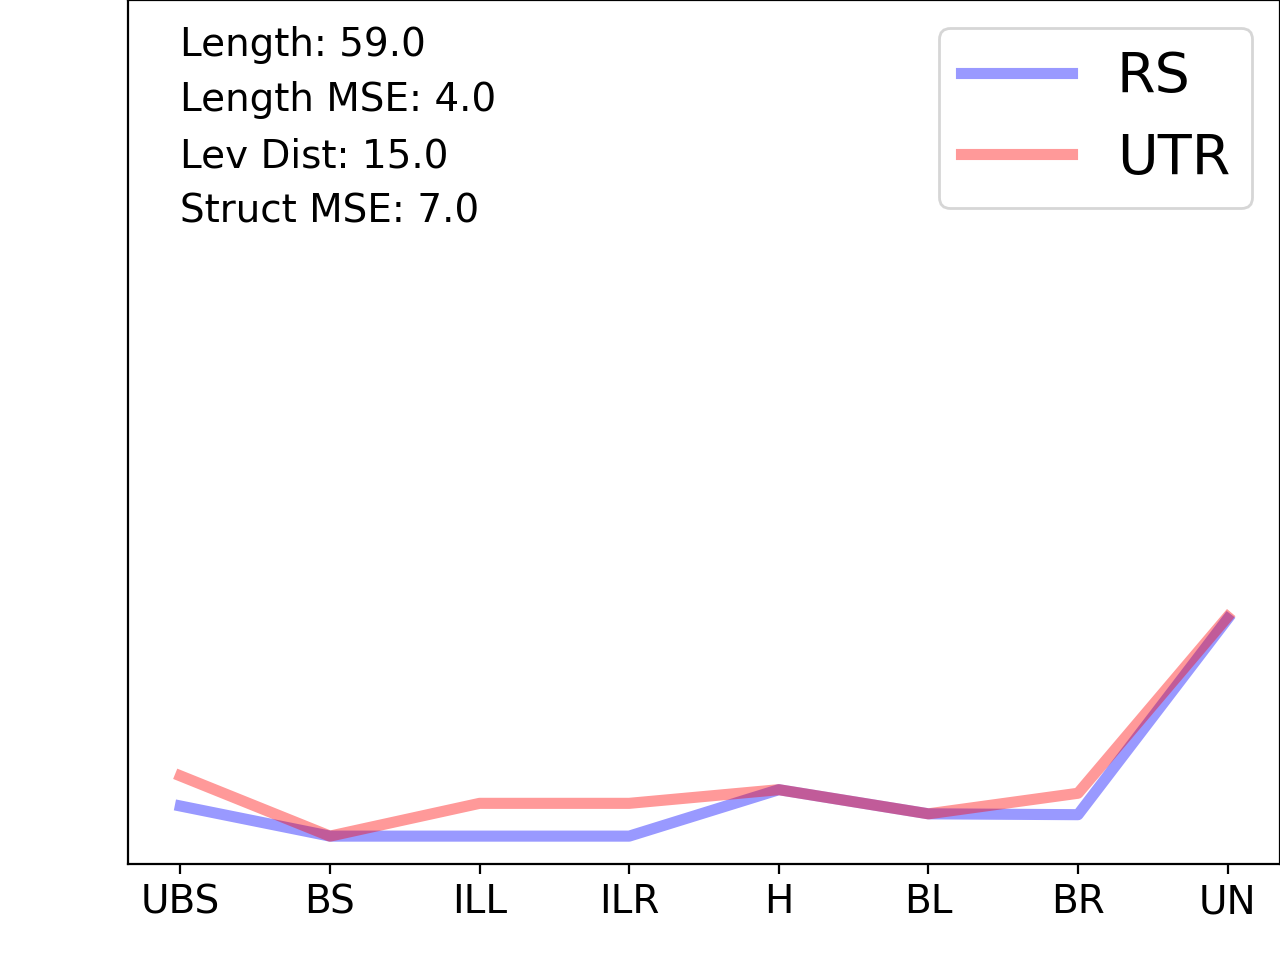 Length: 59.0
Length MSE: 4.0
Lev Dist: 15.0
Struct MSE: 7.0
RS
UTR
UBS BS ILL ILR H BL BR UN